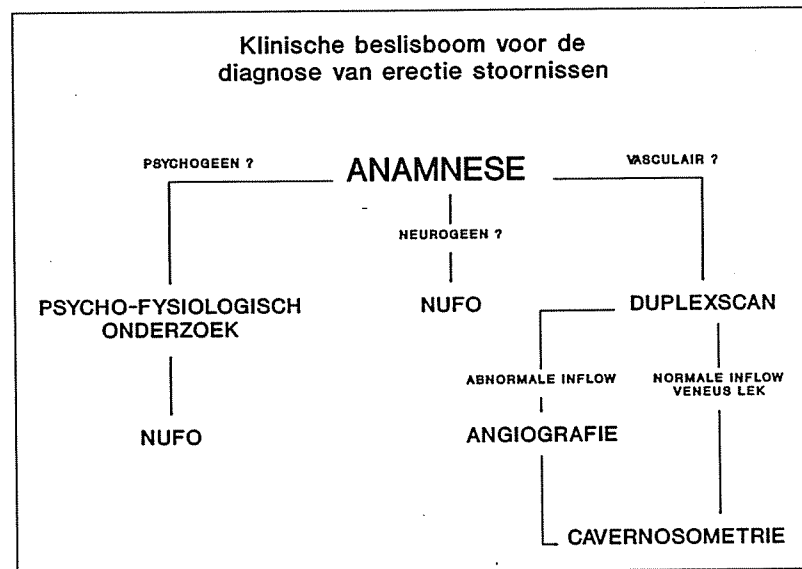 Klinische beslisboom voor de
diagnose van erectie stoornissen
PSYCHOGEEN ?
ANAMNESE
VASCULAIR ?
NEUROGEEN ?
PSYCHO-FYSIOLOGISCH
ONDERZOEK
NUFO
DUPLEXSCAN
ABNORMALE INFLOW
NORMALE INFLOW
VENEUS LEK
NUFO
ANGIOGRAFIE
CAVERNOSOMETRIE